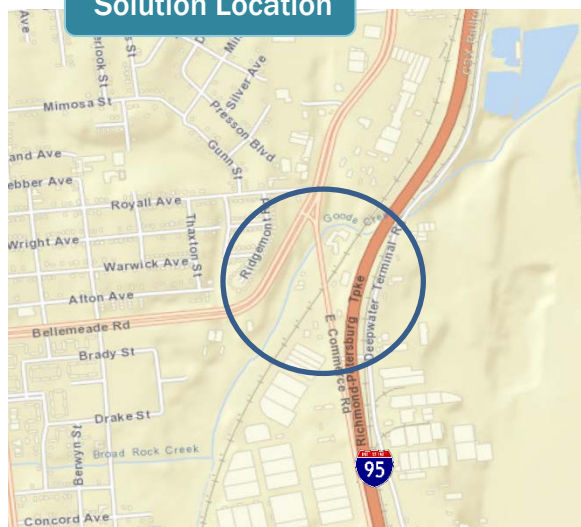 Solution Location
Ave
Mimosa St
Silver Ave
Presson Blvd
Gunn St
and Ave
ebber Ave
Royall Ave
Ridgemont Rd
Goode Creek
Thaxton St
Wright Ave
Warwick Ave
Afton Ave
Bellemeade Rd
E Commerce Rd
Richmond-Petersburg Tpke
Deepwater Terminal Rd
Brady St
Drake St
Berwyn St
Broad Rock Creek
95
Concord Ave